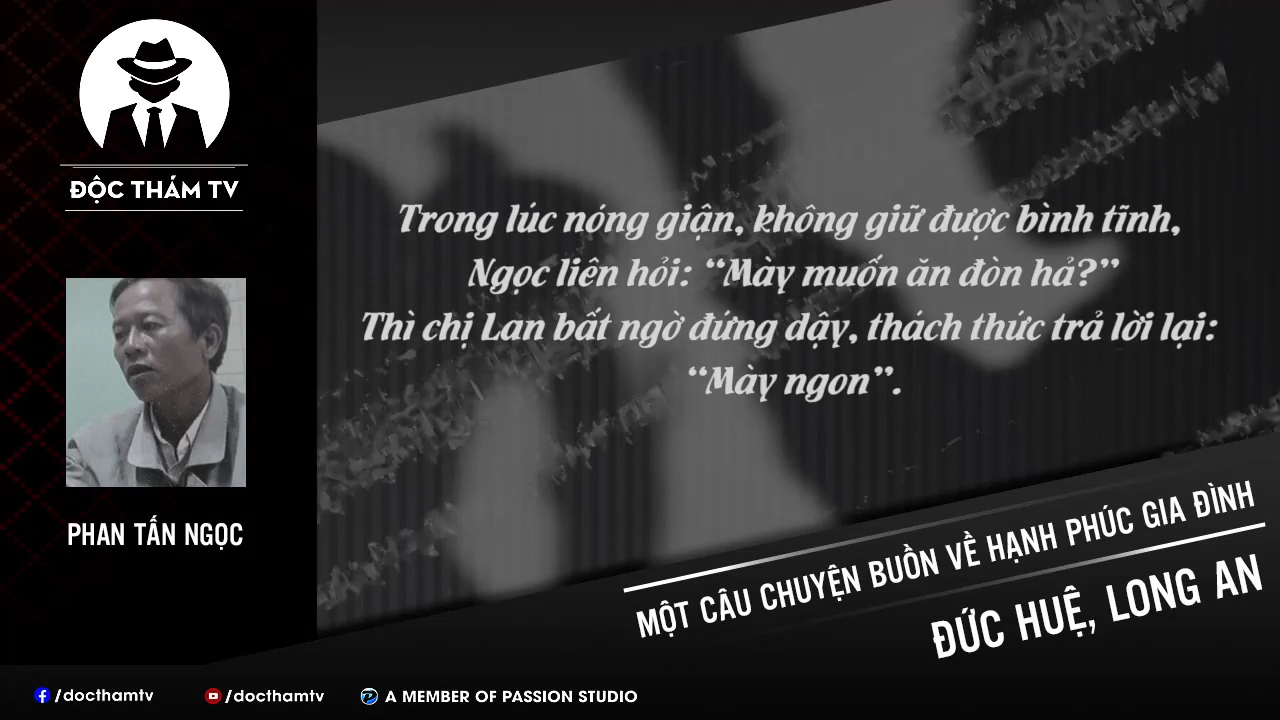 ĐỘC THÁM TV
PHAN TẤN NGỌC
Trong lúc nóng giận, không giữ được bình tĩnh,
Ngọc liên hỏi: “Mày muốn ăn đòn hả?”
Thì chị Lan bất ngờ đứng dậy, thách thức trả lời lại:
“Mày ngon”.
MỘT CÂU CHUYỆN BUỒN VỀ HẠNH PHÚC GIA ĐÌNH
ĐỨC HUỆ, LONG AN
/docthamtv
/docthamtv
A MEMBER OF PASSION STUDIO